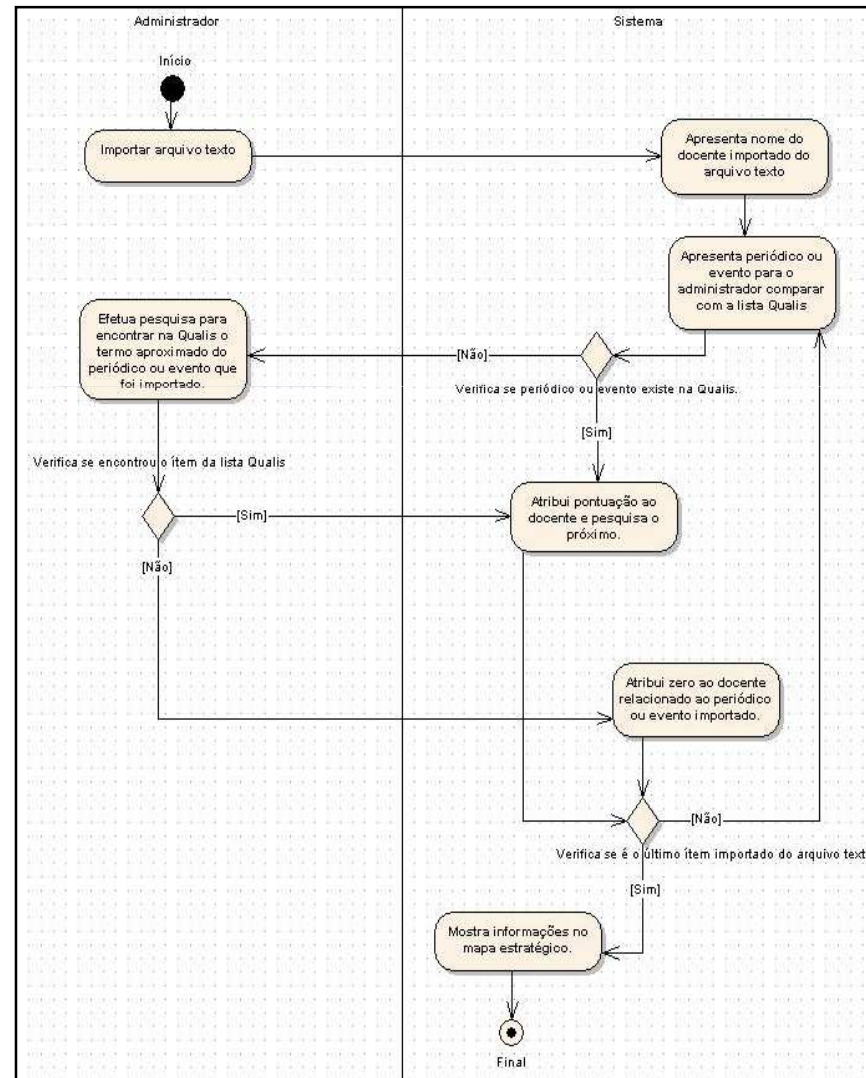 Administrador
Sistema
Início
Importar arquivo texto
Apresenta nome do
docente importado do
arquivo texto
Apresenta periódico ou
evento para o
administrador comparar
com a lista Qualis
Efetua pesquisa para
encontrar na Qualis o
termo aproximado do
periódico ou evento que
foi importado.
[Não]
Verifica se periódico ou evento existe na Qualis.
[Sim]
Verifica se encontrou o ítem da lista Qualis
[Sim]
Atribui pontuação ao
docente e pesquisa o
próximo.
[Não]
Atribui zero ao docente
relacionado ao periódico
ou evento importado.
[Não]
Verifica se é o último ítem importado do arquivo text
[Sim]
Mostra informações no
mapa estratégico.
Final